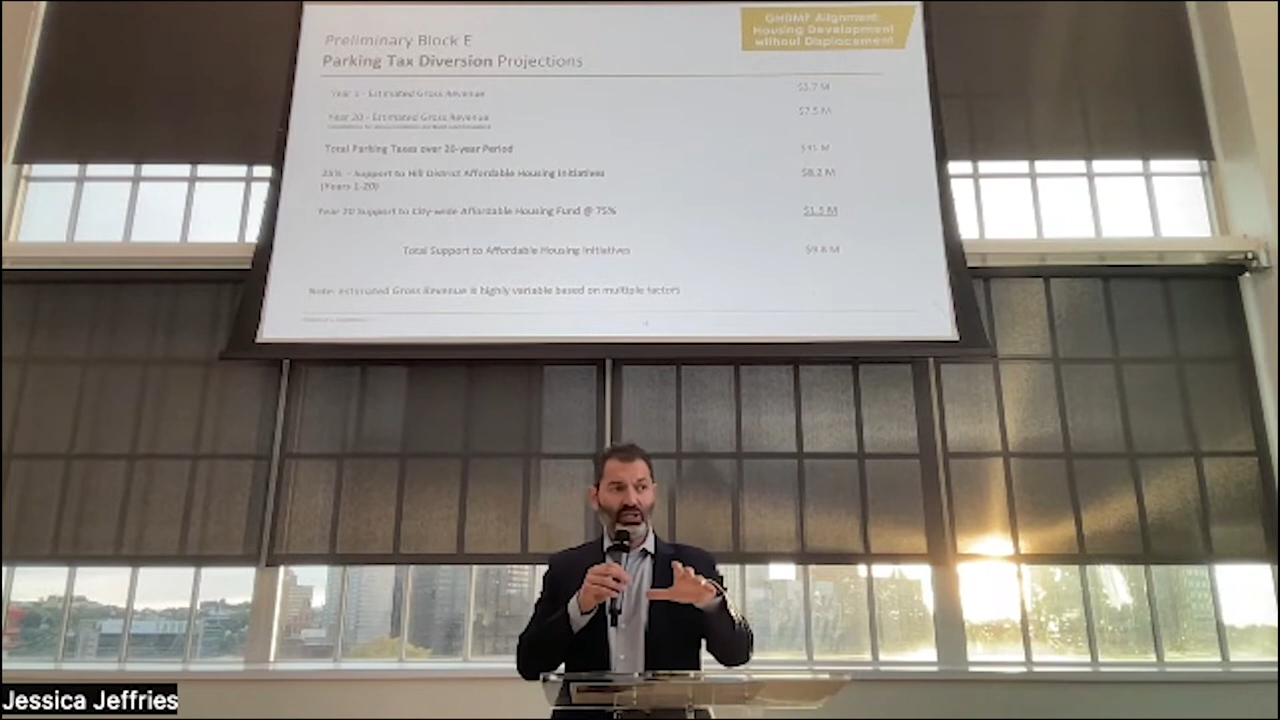 Preliminary Block E
Parking Tax Diversion Projections
GHDMP Alignment:
Housing Development
without Displacement
Year 1 - Estimated Gross Revenue $3.7 M
Year 20 - Estimated Gross Revenue $7.5 M
Total Parking Taxes over 20-year Period
25% - Support to Hill District Affordable Housing Initiatives $8.2 M
(Years 1-20)
Year 20 Support to City-wide Affordable Housing Fund @ 75% $1.5 M
Total Support to Affordable Housing Initiatives $9.8 M
Note: estimated Gross Revenue is highly variable based on multiple factors
Jessica Jeffries